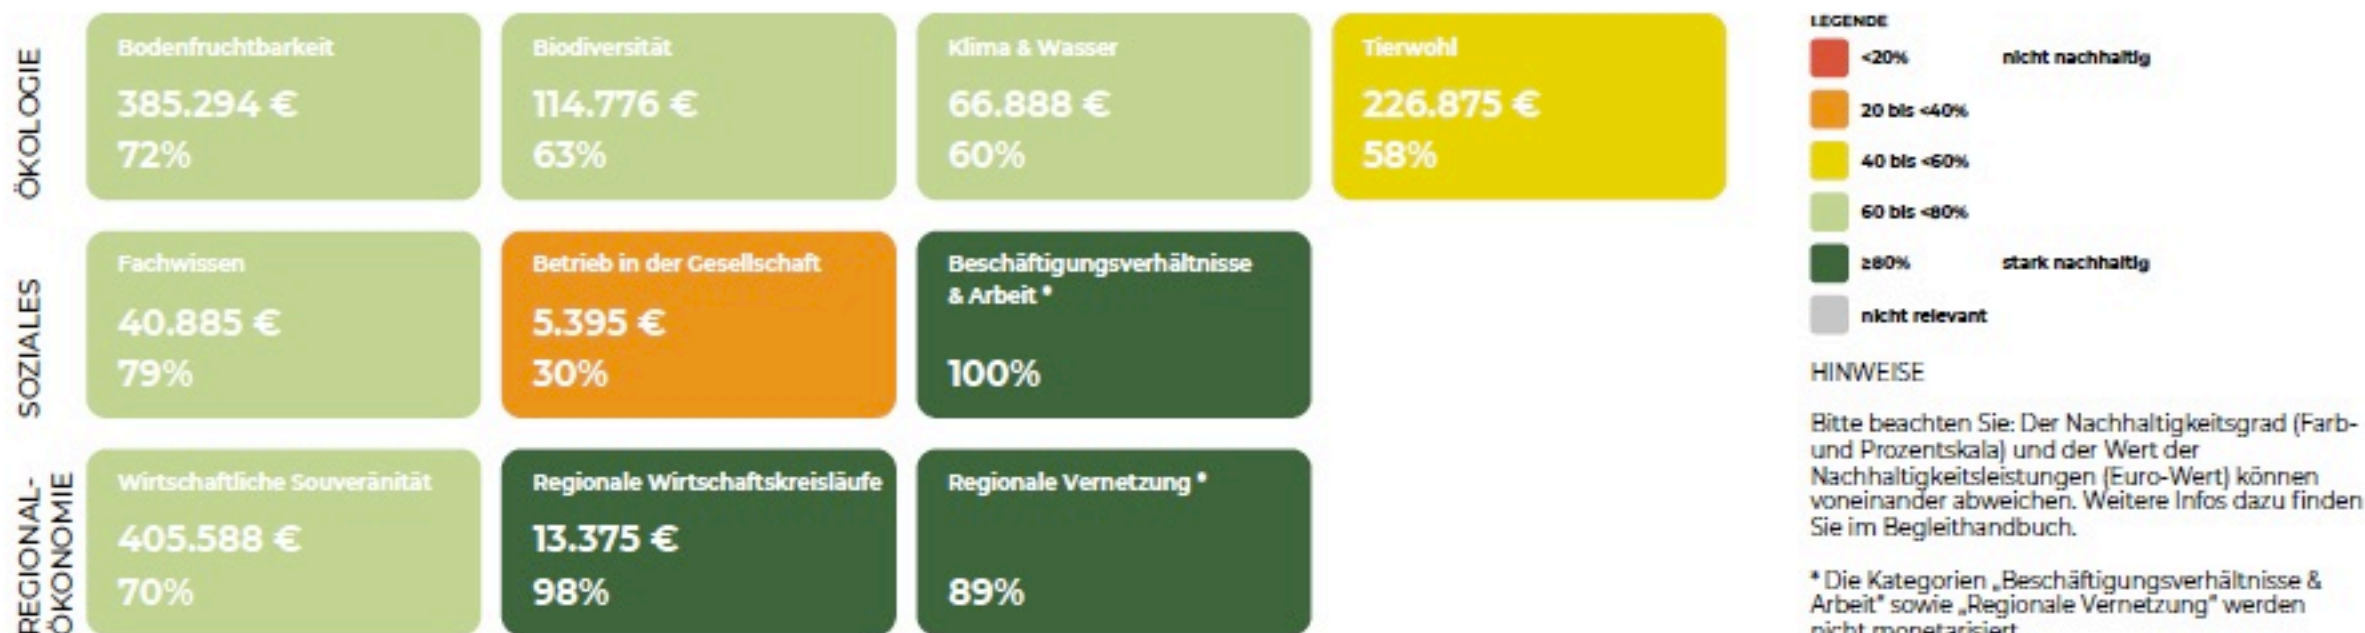 ÖKOLOGIE
Bodenfruchtbarkeit
385.294 €
72%
Biodiversität
114.776 €
63%
Klima & Wasser
66.888 €
60%
Tierwohl
226.875 €
58%
SOZIALES
Fachwissen
40.885 €
79%
Betrieb in der Gesellschaft
5.395 €
30%
Beschäftigungsverhältnisse
& Arbeit *
100%
REGIONAL-
ÖKONOMIE
Wirtschaftliche Souveränität
405.588 €
70%
Regionale Wirtschaftskreisläufe
13.375 €
98%
Regionale Vernetzung *
89%
LEGENDE
<20% nicht nachhaltig
20 bis <40%
40 bis <60%
60 bis <80%
≥80% stark nachhaltig
nicht relevant
HINWEISE
Bitte beachten Sie: Der Nachhaltigkeitsgrad (Farb-
und Prozentskala) und der Wert der
Nachhaltigkeitsleistungen (Euro-Wert) können
voneinander abweichen. Weitere Infos dazu finden
Sie im Begleithandbuch.
* Die Kategorien „Beschäftigungsverhältnisse &
Arbeit" sowie „Regionale Vernetzung" werden
nicht monetarisiert